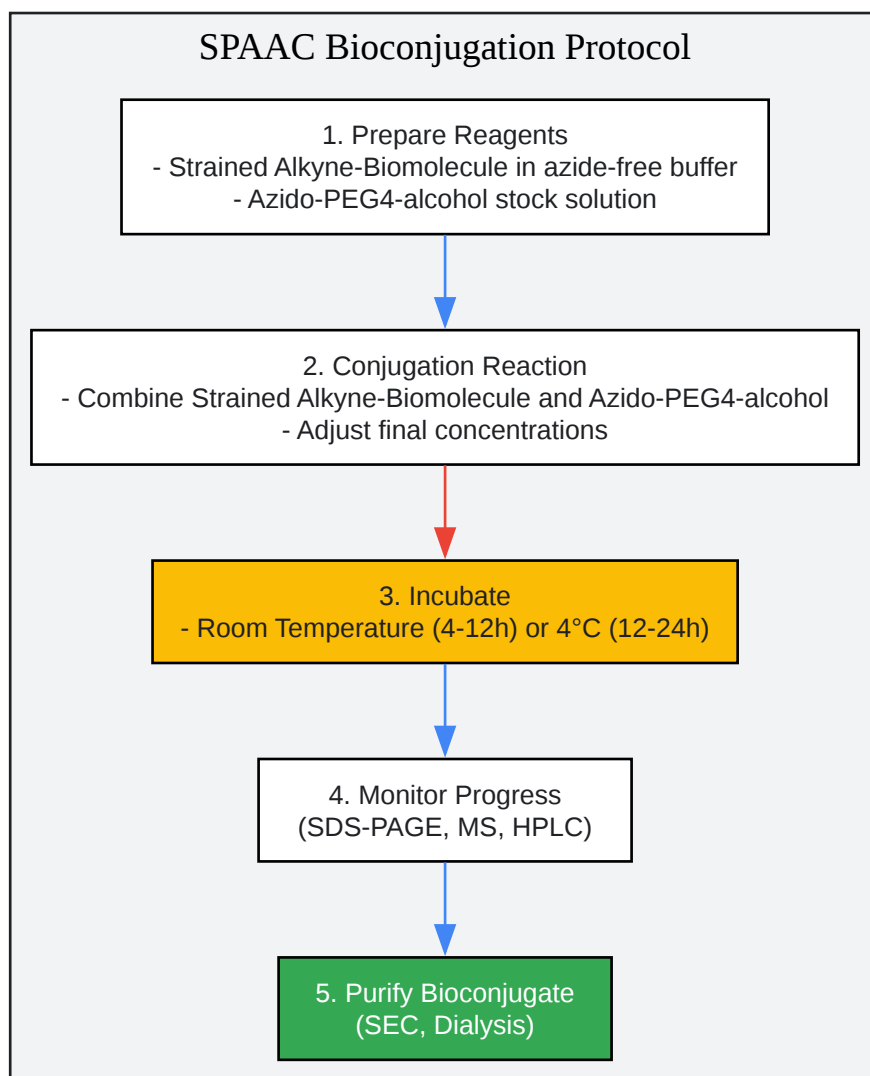 SPAAC Bioconjugation Protocol
1. Prepare Reagents
- Strained Alkyne-Biomolecule in azide-free buffer
- Azido-PEG4-alcohol stock solution
2. Conjugation Reaction
- Combine Strained Alkyne-Biomolecule and Azido-PEG4-alcohol
- Adjust final concentrations
3. Incubate
- Room Temperature (4-12h) or 4°C (12-24h)
4. Monitor Progress
(SDS-PAGE, MS, HPLC)
5. Purify Bioconjugate
(SEC, Dialysis)